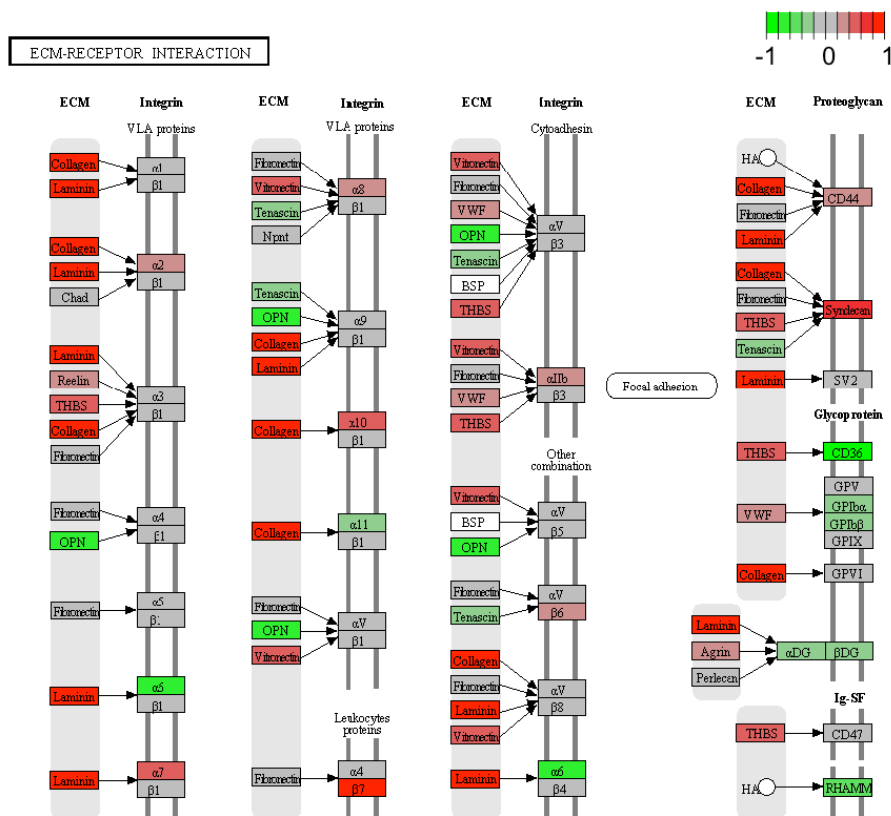 -1 0 1
ECM-RECEPTOR INTERACTION
ECM Integrin
VLA proteins
Collagen
Laminin
α1
β1
Collagen
Laminin
Chad
α2
β1
Laminin
Reelin
THBS
Collagen
Fibronectin
α3
β1
Fibronectin
OPN
α4
β1
Fibronectin
α5
Laminin
α5
β1
Laminin
α7
β1
ECM Integrin
VLA proteins
Fibronectin
Vitronectin
Tenascin
Npnt
α8
β1
Tenascin
OPN
Collagen
Laminin
α9
β1
Collagen
α10
β1
Collagen
α11
β1
Fibronectin
OPN
Vitronectin
αV
β1
Leukocytes
proteins
Fibronectin
α4
β7
ECM Integrin
Cytoadhesin
Vitronectin
Fibronectin
VWF
OPN
Tenascin
BSP
THBS
αV
β3
Vitronectin
Fibronectin
VWF
THBS
αIIb
β3
Other
combination
Vitronectin
BSP
OPN
αV
β5
Fibronectin
Tenascin
αV
β6
Collagen
Fibronectin
Laminin
Vitronectin
αV
β8
Laminin
α6
β4
Focal adhesion
ECM Proteoglycan
HA
Collagen
Fibronectin
Laminin
CD44
Collagen
Fibronectin
THBS
Tenascin
Syndecan
Laminin
SV2
Glycoprotein
THBS
CD36
VWF
GPV
GPIbα
GPIbβ
GPIX
Collagen
GPVI
Laminin
Agrin
Perlecan
αDG βDG
Ig-SF
THBS
CD47
HA
RHAMM